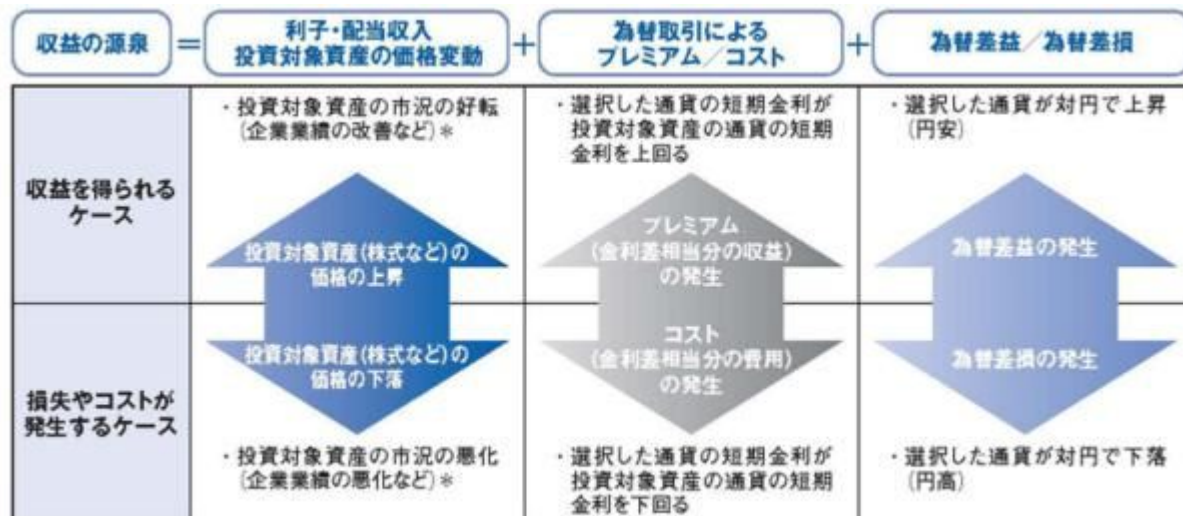 収益の源泉
=
利子・配当収入
投資対象資産の価格変動
+
為替取引による
プレミアム／コスト
+
為替差益／為替差損
収益を得られる
ケース
・投資対象資産の市況の好転
(企業業績の改善など)＊
投資対象資産(株式など)の
価格の上昇
・選択した通貨の短期金利が
投資対象資産の通貨の短期
金利を上回る
プレミアム
(金利差相当分の収益)
の発生
・選択した通貨が対円で上昇
(円安)
為替差益の発生
損失やコストが
発生するケース
投資対象資産(株式など)の
価格の下落
・投資対象資産の市況の悪化
(企業業績の悪化など)＊
コスト
(金利差相当分の費用)
の発生
・選択した通貨の短期金利が
投資対象資産の通貨の短期
金利を下回る
為替差損の発生
・選択した通貨が対円で下落
(円高)